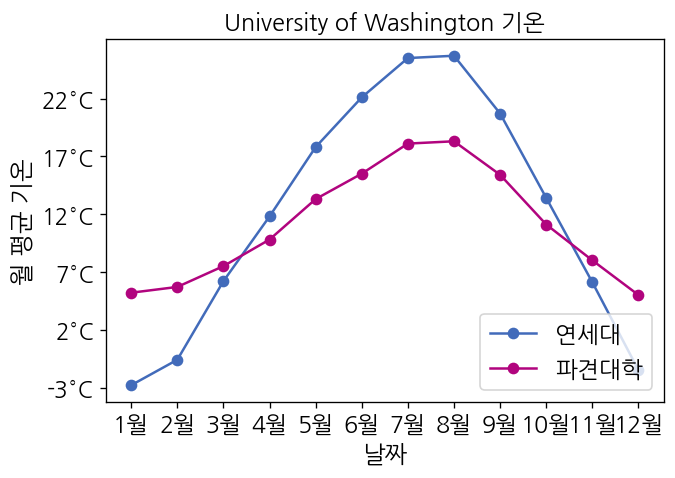 University of Washington 기온
월 평균 기온
22˚C
17˚C
12˚C
7˚C
2˚C
-3˚C
연세대
파견대학
1월 2월 3월 4월 5월 6월 7월 8월 9월 10월 11월 12월
날짜